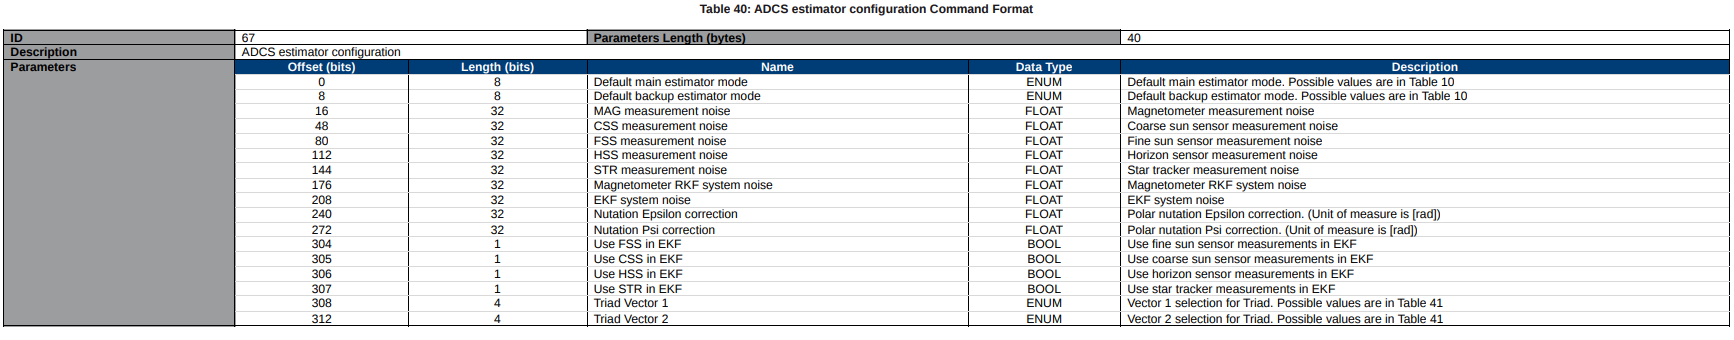 Table 40: ADCS estimator configuration Command Format
ID 67 Parameters Length (bytes) 40
Description ADCS estimator configuration
Parameters Offset (bits) Length (bits) Name Data Type Description
0 8 Default main estimator mode ENUM Default main estimator mode. Possible values are in Table 10
8 8 Default backup estimator mode ENUM Default backup estimator mode. Possible values are in Table 10
16 32 MAG measurement noise FLOAT Magnetometer measurement noise
48 32 CSS measurement noise FLOAT Coarse sun sensor measurement noise
80 32 FSS measurement noise FLOAT Fine sun sensor measurement noise
112 32 HSS measurement noise FLOAT Horizon sensor measurement noise
144 32 STR measurement noise FLOAT Star tracker measurement noise
176 32 Magnetometer RKF system noise FLOAT Magnetometer RKF system noise
208 32 EKF system noise FLOAT EKF system noise
240 32 Nutation Epsilon correction FLOAT Polar nutation Epsilon correction. (Unit of measure is [rad])
272 32 Nutation Psi correction FLOAT Polar nutation Psi correction. (Unit of measure is [rad])
304 1 Use FSS in EKF BOOL Use fine sun sensor measurements in EKF
305 1 Use CSS in EKF BOOL Use coarse sun sensor measurements in EKF
306 1 Use HSS in EKF BOOL Use horizon sensor measurements in EKF
307 1 Use STR in EKF BOOL Use star tracker measurements in EKF
308 4 Triad Vector 1 ENUM Vector 1 selection for Triad. Possible values are in Table 41
312 4 Triad Vector 2 ENUM Vector 2 selection for Triad. Possible values are in Table 41